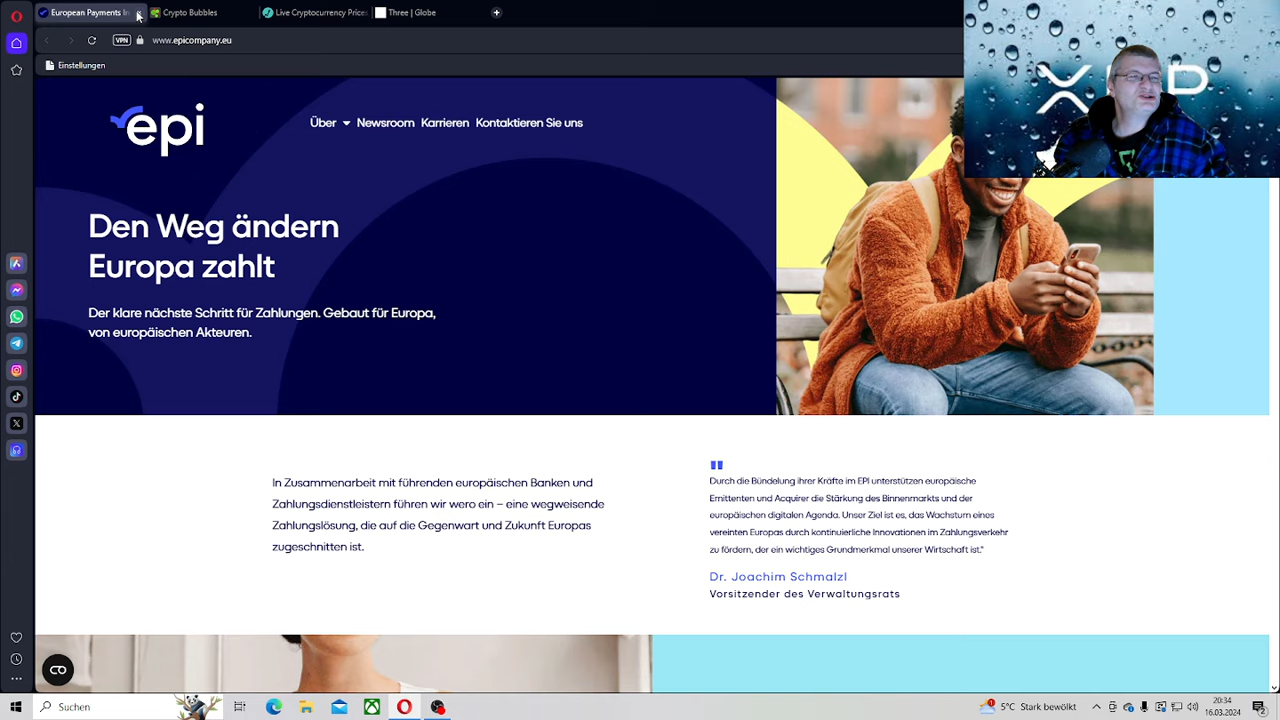 European Payments In
Crypto Bubbles
Live Cryptocurrency Prices
Three | Globe
VPN
www.epicompany.eu
Einstellungen
epi
Über
Newsroom
Karrieren
Kontaktieren Sie uns
Den Weg ändern
Europa zahlt
Der klare nächste Schritt für Zahlungen. Gebaut für Europa,
von europäischen Akteuren.
In Zusammenarbeit mit führenden europäischen Banken und
Zahlungsdienstleistern führen wir wero ein – eine wegweisende
Zahlungslösung, die auf die Gegenwart und Zukunft Europas
zugeschnitten ist.
Durch die Bündelung ihrer Kräfte im EPI unterstützen europäische
Emittenten und Acquirer die Stärkung des Binnenmarkts und der
europäischen digitalen Agenda. Unser Ziel ist es, das Wachstum eines
vereinten Europas durch kontinuierliche Innovationen im Zahlungsverkehr
zu fördern, der ein wichtiges Grundmerkmal unserer Wirtschaft ist."
Dr. Joachim Schmalzl
Vorsitzender des Verwaltungsrats
Suchen
5°C Stark bewölkt
20:34
16.03.2024
2